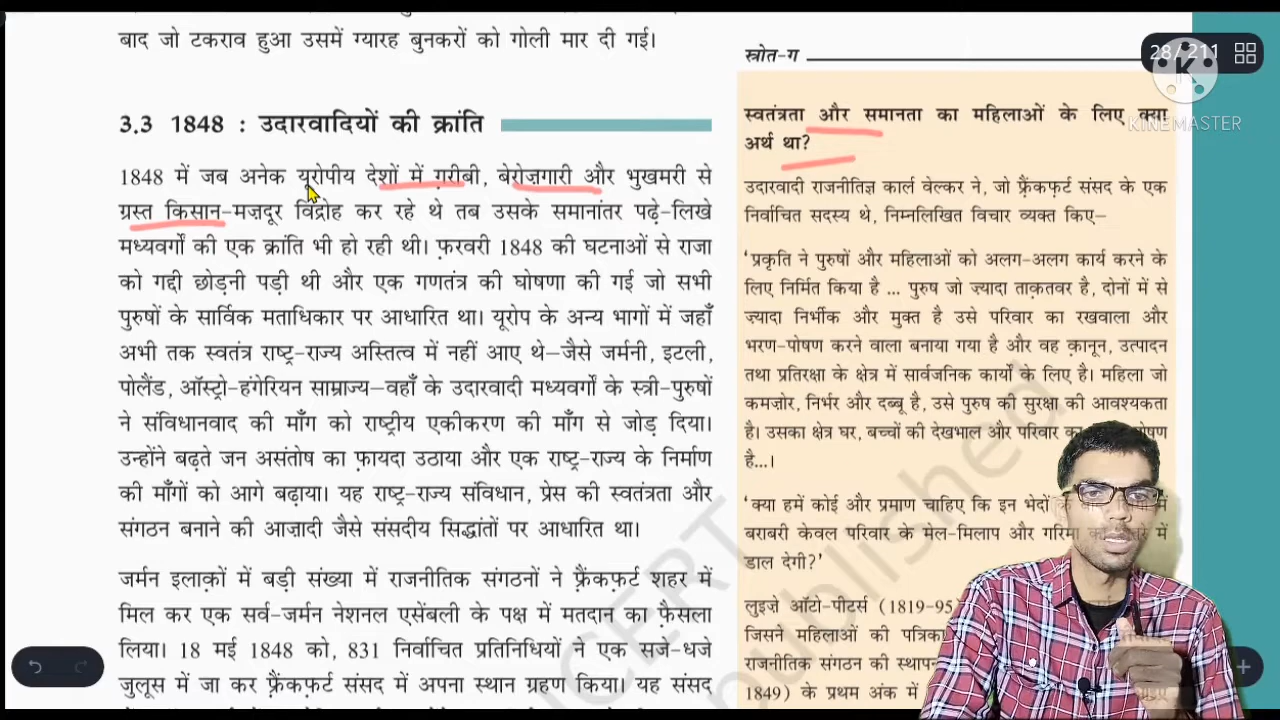 बाद जो टकराव हुआ उसमें ग्यारह बुनकरों को गोली मार दी गई।
3.3 1848 : उदारवादियों की क्रांति
1848 में जब अनेक यूरोपीय देशों में ग़रीबी, बेरोज़गारी और भुखमरी से
ग्रस्त किसान-मज़दूर विद्रोह कर रहे थे तब उसके समानांतर पढ़े-लिखे
मध्यवर्गों की एक क्रांति भी हो रही थी। फ़रवरी 1848 की घटनाओं से राजा
को गद्दी छोड़नी पड़ी थी और एक गणतंत्र की घोषणा की गई जो सभी
पुरुषों के सार्विक मताधिकार पर आधारित था। यूरोप के अन्य भागों में जहाँ
अभी तक स्वतंत्र राष्ट्र-राज्य अस्तित्व में नहीं आए थे—जैसे जर्मनी, इटली,
पोलैंड, ऑस्ट्रो-हंगेरियन साम्राज्य—वहाँ के उदारवादी मध्यवर्गों के स्त्री-पुरुषों
ने संविधानवाद की माँग को राष्ट्रीय एकीकरण की माँग से जोड़ दिया।
उन्होंने बढ़ते जन असंतोष का फ़ायदा उठाया और एक राष्ट्र-राज्य के निर्माण
की माँगों को आगे बढ़ाया। यह राष्ट्र-राज्य संविधान, प्रेस की स्वतंत्रता और
संगठन बनाने की आज़ादी जैसे संसदीय सिद्धांतों पर आधारित था।
जर्मन इलाक़ों में बड़ी संख्या में राजनीतिक संगठनों ने फ़्रैंकफ़र्ट शहर में
मिल कर एक सर्व-जर्मन नेशनल एसेंबली के पक्ष में मतदान का फ़ैसला
लिया। 18 मई 1848 को, 831 निर्वाचित प्रतिनिधियों ने एक सजे-धजे
जुलूस में जा कर फ़्रैंकफ़र्ट संसद में अपना स्थान ग्रहण किया। यह संसद
स्रोत-ग
28/211
KINEMASTER
स्वतंत्रता और समानता का महिलाओं के लिए क्या
अर्थ था?
उदारवादी राजनीतिज्ञ कार्ल वेल्कर ने, जो फ़्रैंकफ़र्ट संसद के एक
निर्वाचित सदस्य थे, निम्नलिखित विचार व्यक्त किए—
‘प्रकृति ने पुरुषों और महिलाओं को अलग-अलग कार्य करने के
लिए निर्मित किया है ... पुरुष जो ज़्यादा ताक़तवर है, दोनों में से
ज़्यादा निर्भीक और मुक्त है उसे परिवार का रखवाला और
भरण-पोषण करने वाला बनाया गया है और वह क़ानून, उत्पादन
तथा प्रतिरक्षा के क्षेत्र में सार्वजनिक कार्यों के लिए है। महिला जो
कमज़ोर, निर्भर और दब्बू है, उसे पुरुष की सुरक्षा की आवश्यकता
है। उसका क्षेत्र घर, बच्चों की देखभाल और परिवार का
है...।
‘क्या हमें कोई और प्रमाण चाहिए कि इन भेदों के में
बराबरी केवल परिवार के मेल-मिलाप और गरिमा में
डाल देगी?’
लुइज़े ऑटो-पीटर्स (1819-95
जिसने महिलाओं की
राजनीतिक संगठन की
1849) के प्रथम अंक में
NCERT
published